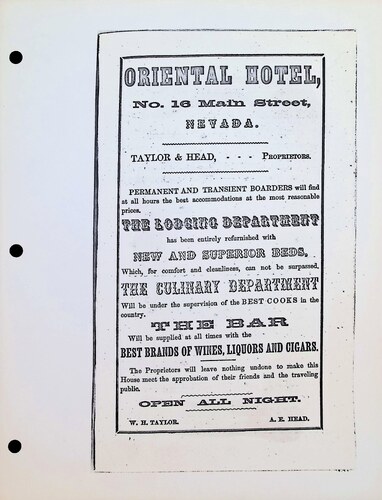 ORIENTAL HOTEL,
No. 16 Main Street,
NEVADA.
TAYLOR & HEAD, - - - PROPRIETORS.
PERMANENT AND TRANSIENT BOARDERS will find
at all hours the best accommodations at the most reasonable
prices.
THE LODGING DEPARTMENT
has been entirely refurnished with
NEW AND SUPERIOR BEDS,
Which, for comfort and cleanliness, can not be surpassed.
THE CULINARY DEPARTMENT
Will be under the supervision of the BEST COOKS in the
country.
THE BAR
Will be supplied at all times with the
BEST BRANDS OF WINES, LIQUORS AND CIGARS.
The Proprietors will leave nothing undone to make this
House meet the approbation of their friends and the traveling
public.
OPEN ALL NIGHT.
W. H. TAYLOR. A. E. HEAD.